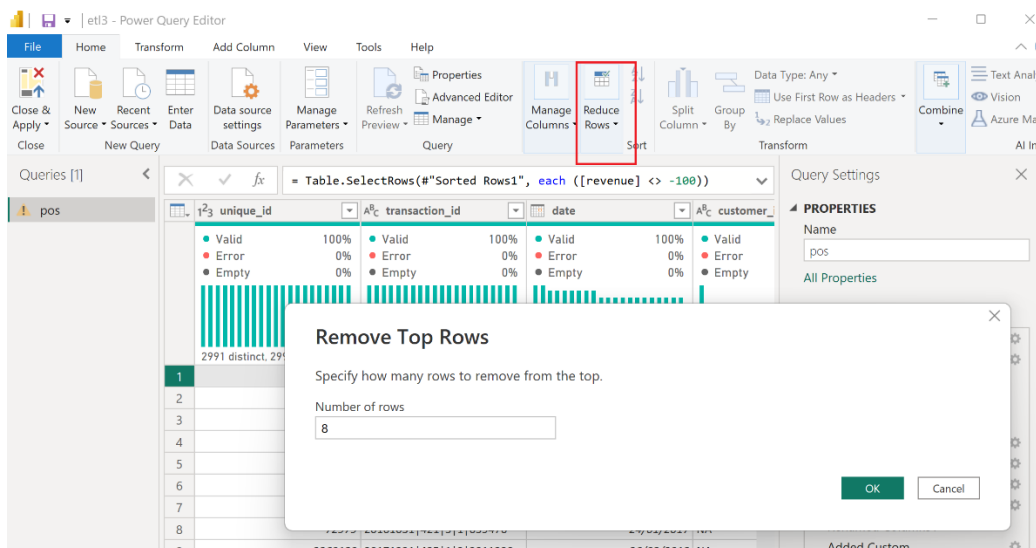 etl3 - Power Query Editor
File Home Transform Add Column View Tools Help
Close & Apply
New Source
Recent Sources
Enter Data
Data source settings
Manage Parameters
Refresh Preview
Properties
Advanced Editor
Manage
Manage Columns
Reduce Rows
Split Column
Group By
Data Type: Any
Use First Row as Headers
Replace Values
Combine
Text Anal
Vision
Azure Ma
Close New Query Data Sources Parameters Query Sort Transform AI In
Queries [1]
pos
fx = Table.SelectRows(#"Sorted Rows1", each ([revenue] <> -100))
1²3 unique_id ABC transaction_id date ABC customer_i
Valid 100% Valid 100% Valid 100% Valid
Error 0% Error 0% Error 0% Error
Empty 0% Empty 0% Empty 0% Empty
2991 distinct, 299
1
2
3
4
5
6
7
8
Query Settings
PROPERTIES
Name
pos
All Properties
Remove Top Rows
Specify how many rows to remove from the top.
Number of rows
8
OK Cancel
Added Custom